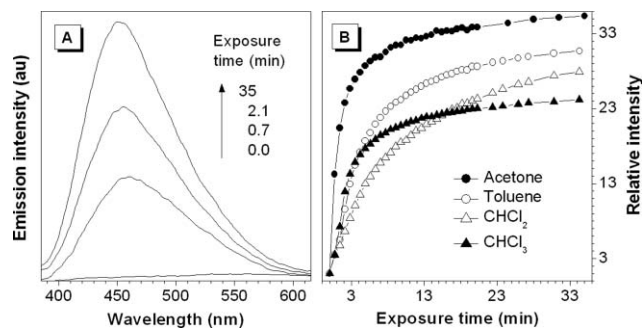 A
Exposure
time (min)
35
2.1
0.7
0.0
Emission intensity (au)
400 450 500 550 600
Wavelength (nm)
B
Acetone
Toluene
CHCl2
CHCl3
33
23
13
3
Relative intensity
3 13 23 33
Exposure time (min)